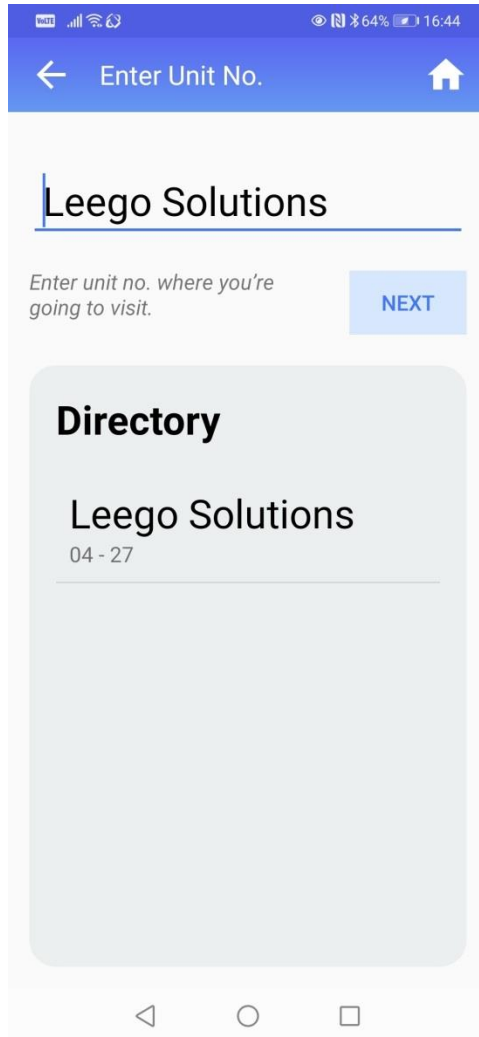 VoLTE 64% 16:44
Enter Unit No.
Leego Solutions
Enter unit no. where you’re
going to visit.
NEXT
Directory
Leego Solutions
04 - 27